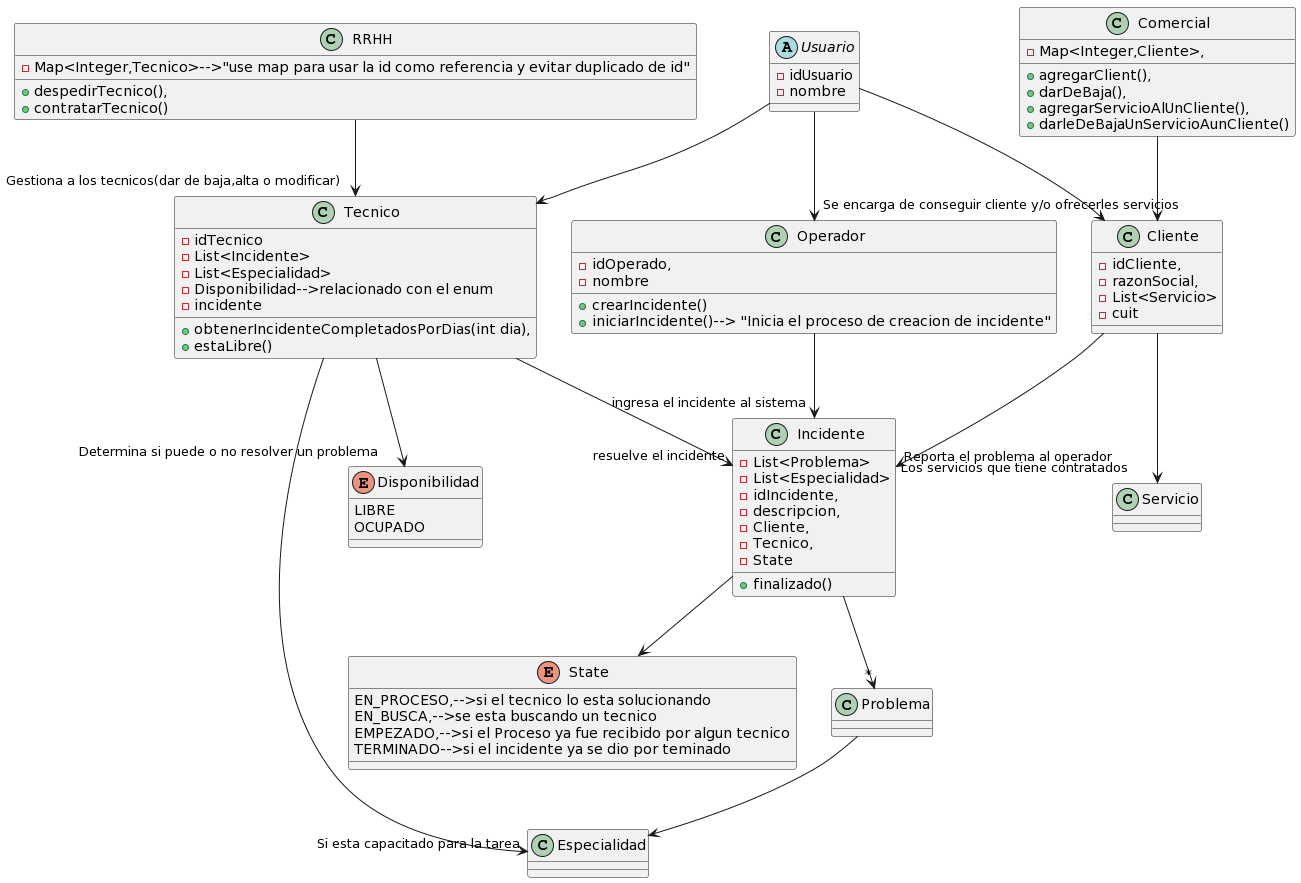 RRHH
Map<Integer,Tecnico>-->"use map para usar la id como referencia y evitar duplicado de id"
despedirTecnico(),
contratarTecnico()
A Usuario
idUsuario
nombre
C Comercial
Map<Integer,Cliente>,
agregarClient(),
darDeBaja(),
agregarServicioAlUnCliente(),
darleDeBajaUnServicioAunCliente()
Gestiona a los tecnicos(dar de baja,alta o modificar)
Se encarga de conseguir cliente y/o ofrecerles servicios
C Tecnico
idTecnico
List<Incidente>
List<Especialidad>
Disponibilidad-->relacionado con el enum
incidente
obtenerIncidenteCompletadosPorDias(int dia),
estaLibre()
C Operador
idOperado,
nombre
crearIncidente()
iniciarIncidente()--> "Inicia el proceso de creacion de incidente"
C Cliente
idCliente,
razonSocial,
List<Servicio>
cuit
ingresa el incidente al sistema
Determina si puede o no resolver un problema
resuelve el incidente
Reporta el problema al operador
Los servicios que tiene contratados
E Disponibilidad
LIBRE
OCUPADO
C Incidente
List<Problema>
List<Especialidad>
idIncidente,
descripcion,
Cliente,
Tecnico,
State
finalizado()
C Servicio
E State
EN_PROCESO,-->si el tecnico lo esta solucionando
EN_BUSCA,-->se esta buscando un tecnico
EMPEZADO,-->si el Proceso ya fue recibido por algun tecnico
TERMINADO-->si el incidente ya se dio por teminado
*
C Problema
Si esta capacitado para la tarea
C Especialidad